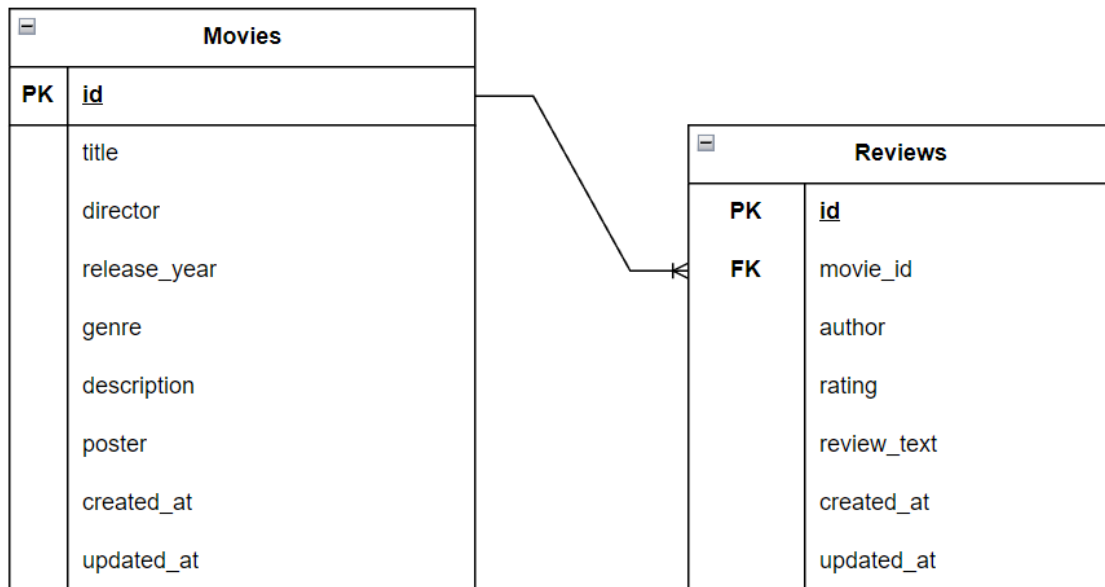 Movies
PK id
title
director
release_year
genre
description
poster
created_at
updated_at
Reviews
PK id
FK movie_id
author
rating
review_text
created_at
updated_at